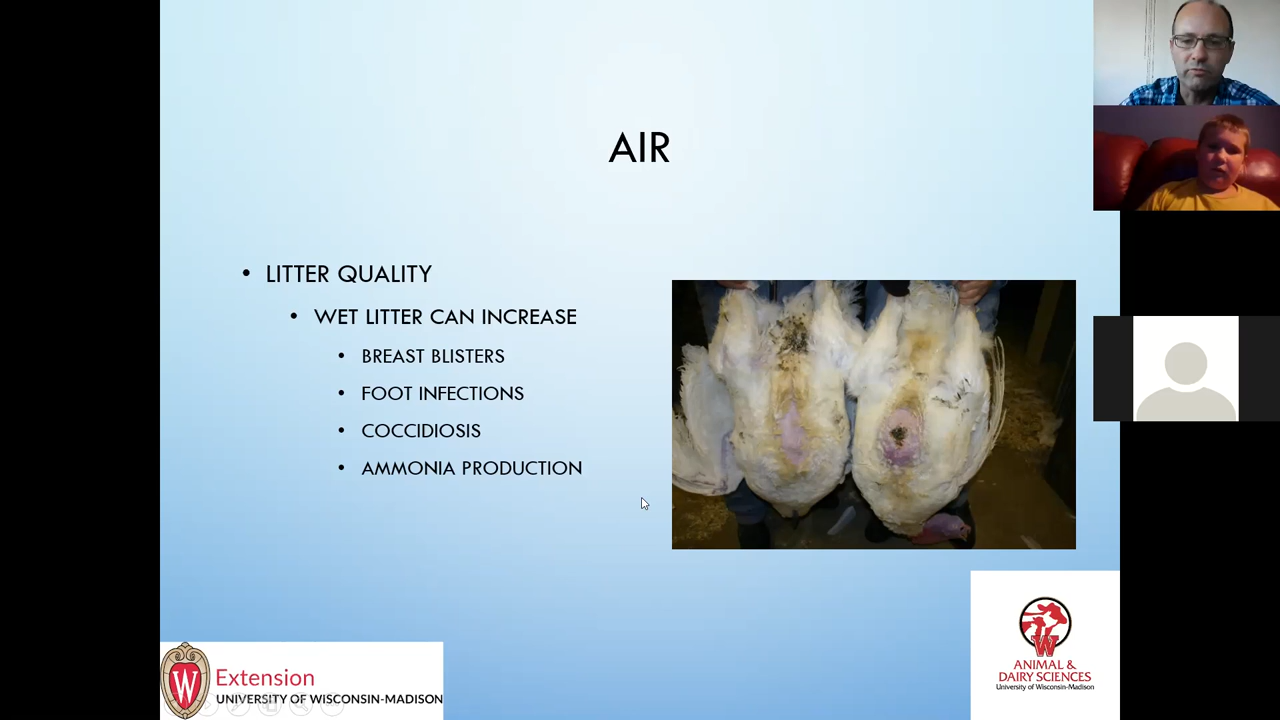 AIR
• LITTER QUALITY
• WET LITTER CAN INCREASE
• BREAST BLISTERS
• FOOT INFECTIONS
• COCCIDIOSIS
• AMMONIA PRODUCTION
W
Extension
UNIVERSITY OF WISCONSIN-MADISON
W
ANIMAL &
DAIRY SCIENCES
University of Wisconsin-Madison